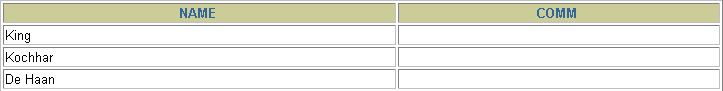 NAME COMM
King
Kochhar
De Haan